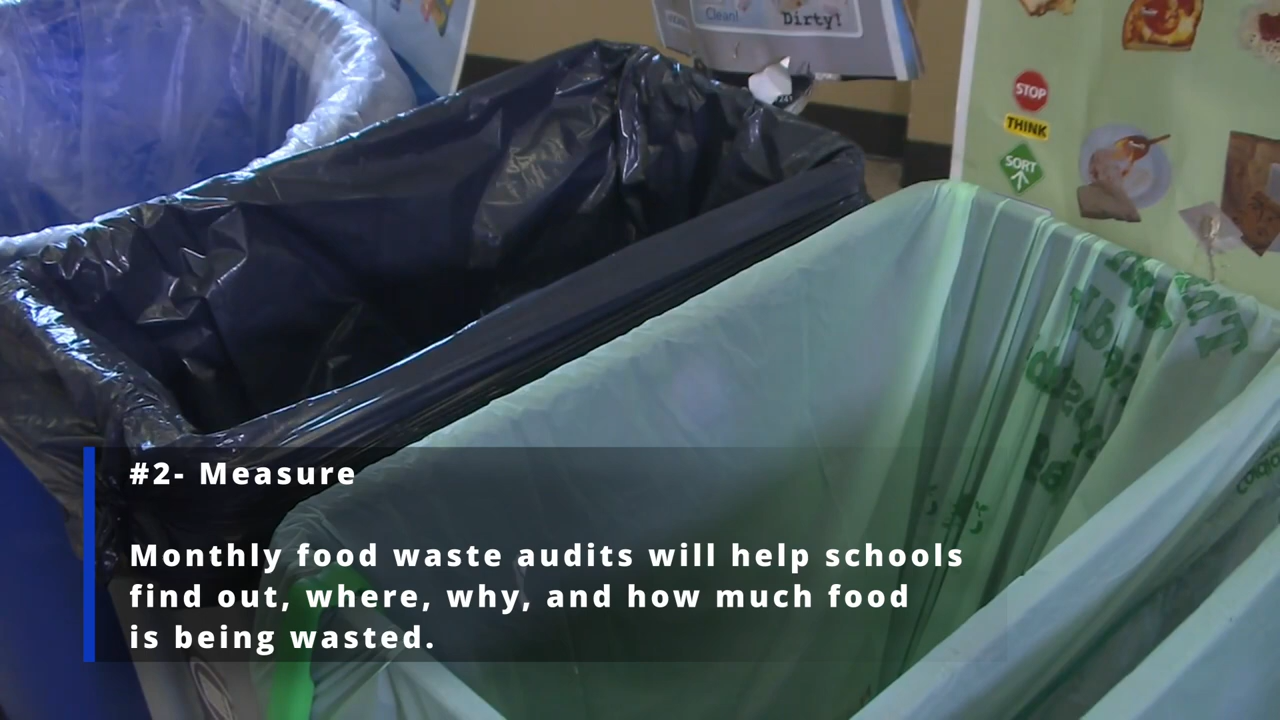 Clean!
Dirty!
STOP
THINK
SORT
#2- Measure
Monthly food waste audits will help schools
find out, where, why, and how much food
is being wasted.